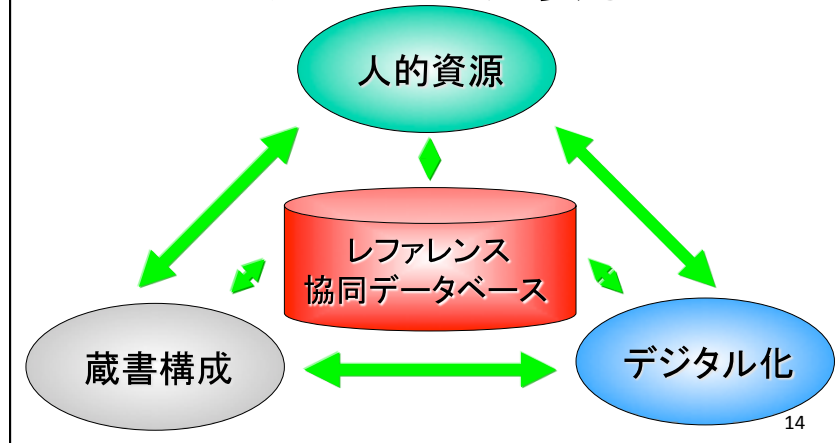 人的資源
レファレンス
協同データベース
蔵書構成
デジタル化
14